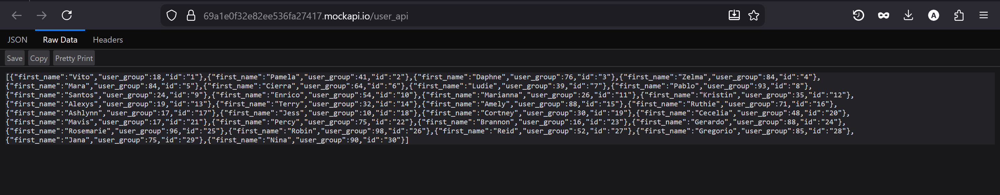 69a1e0f32e82ee536fa27417.mockapi.io/user_api
A
JSON Raw Data Headers
Save Copy Pretty Print
[{"first_name":"Vito","user_group":18,"id":"1"},{"first_name":"Pamela","user_group":41,"id":"2"},{"first_name":"Daphne","user_group":76,"id":"3"},{"first_name":"Zelma","user_group":84,"id":"4"},
{"first_name":"Mara","user_group":84,"id":"5"},{"first_name":"Cierra","user_group":64,"id":"6"},{"first_name":"Ludie","user_group":39,"id":"7"},{"first_name":"Pablo","user_group":93,"id":"8"},
{"first_name":"Santos","user_group":24,"id":"9"},{"first_name":"Enrico","user_group":54,"id":"10"},{"first_name":"Marianna","user_group":26,"id":"11"},{"first_name":"Kristin","user_group":35,"id":"12"},
{"first_name":"Alexys","user_group":19,"id":"13"},{"first_name":"Terry","user_group":32,"id":"14"},{"first_name":"Amely","user_group":88,"id":"15"},{"first_name":"Ruthie","user_group":71,"id":"16"},
{"first_name":"Ashlynn","user_group":17,"id":"17"},{"first_name":"Jess","user_group":10,"id":"18"},{"first_name":"Cortney","user_group":30,"id":"19"},{"first_name":"Cecelia","user_group":48,"id":"20"},
{"first_name":"Mavis","user_group":17,"id":"21"},{"first_name":"Percy","user_group":75,"id":"22"},{"first_name":"Brannon","user_group":16,"id":"23"},{"first_name":"Gerardo","user_group":88,"id":"24"},
{"first_name":"Rosemarie","user_group":96,"id":"25"},{"first_name":"Robin","user_group":98,"id":"26"},{"first_name":"Reid","user_group":52,"id":"27"},{"first_name":"Gregorio","user_group":85,"id":"28"},
{"first_name":"Jana","user_group":75,"id":"29"},{"first_name":"Nina","user_group":90,"id":"30"}]